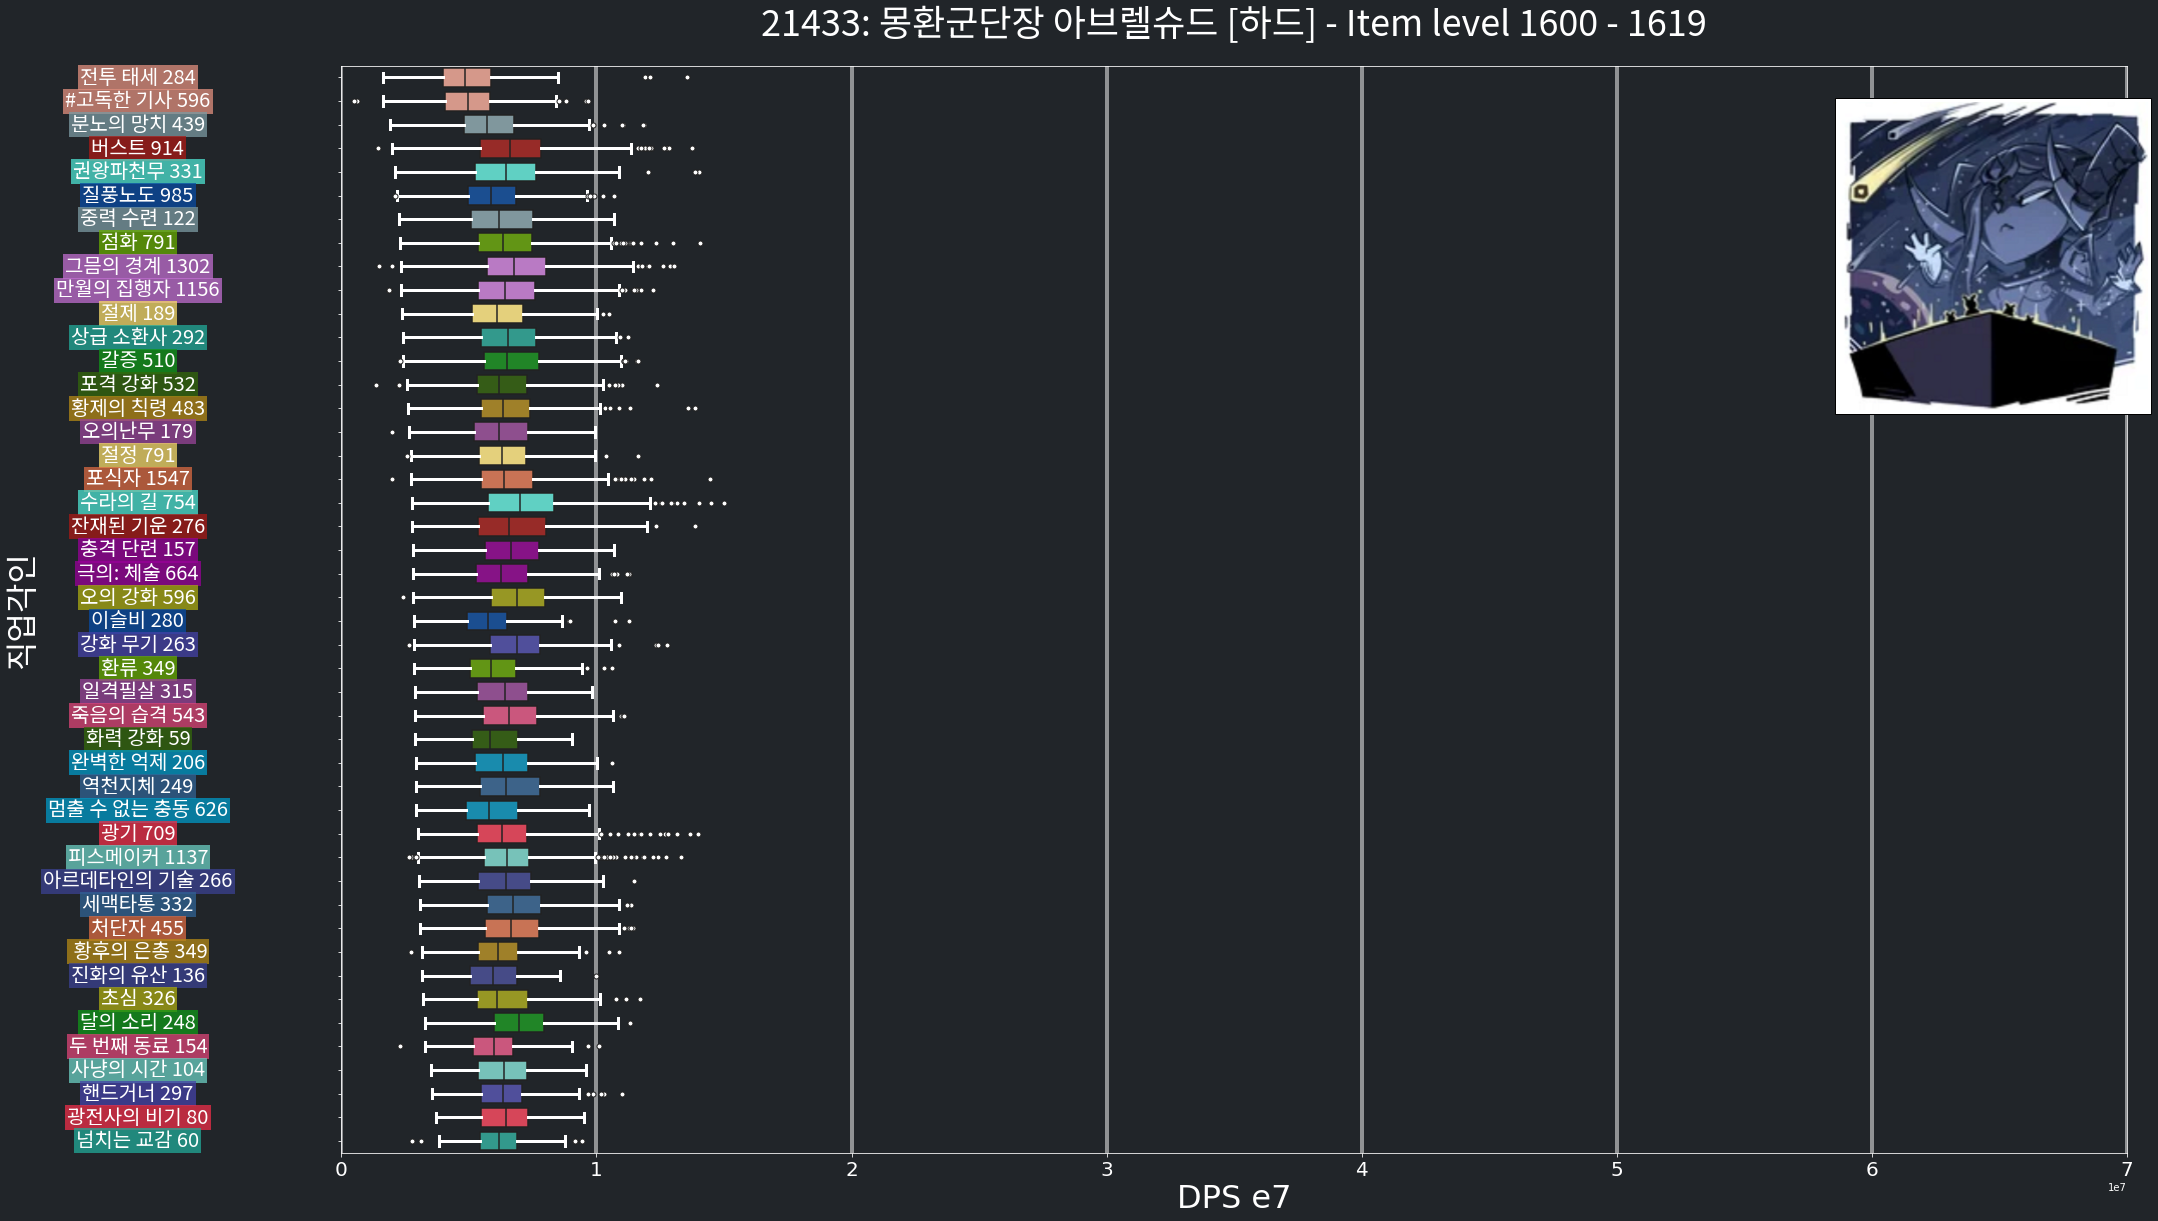 21433: 몽환군단장 아브렐슈드 [하드] - Item level 1600 - 1619
전투 태세 284
#고독한 기사 596
분노의 망치 439
버스트 914
권왕파천무 331
질풍노도 985
중력 수련 122
점화 791
그믐의 경계 1302
만월의 집행자 1156
절제 189
상급 소환사 292
갈증 510
포격 강화 532
황제의 칙령 483
오의난무 179
절정 791
포식자 1547
수라의 길 754
잔재된 기운 276
충격 단련 157
극의: 체술 664
오의 강화 596
이슬비 280
강화 무기 263
환류 349
일격필살 315
죽음의 습격 543
화력 강화 59
완벽한 억제 206
역천지체 249
멈출 수 없는 충동 626
광기 709
피스메이커 1137
아르데타인의 기술 266
세맥타통 332
처단자 455
황후의 은총 349
진화의 유산 136
초심 326
달의 소리 248
두 번째 동료 154
사냥의 시간 104
핸드거너 297
광전사의 비기 80
넘치는 교감 60
직업각인
0 1 2 3 4 5 6 7
1e7
DPS e7